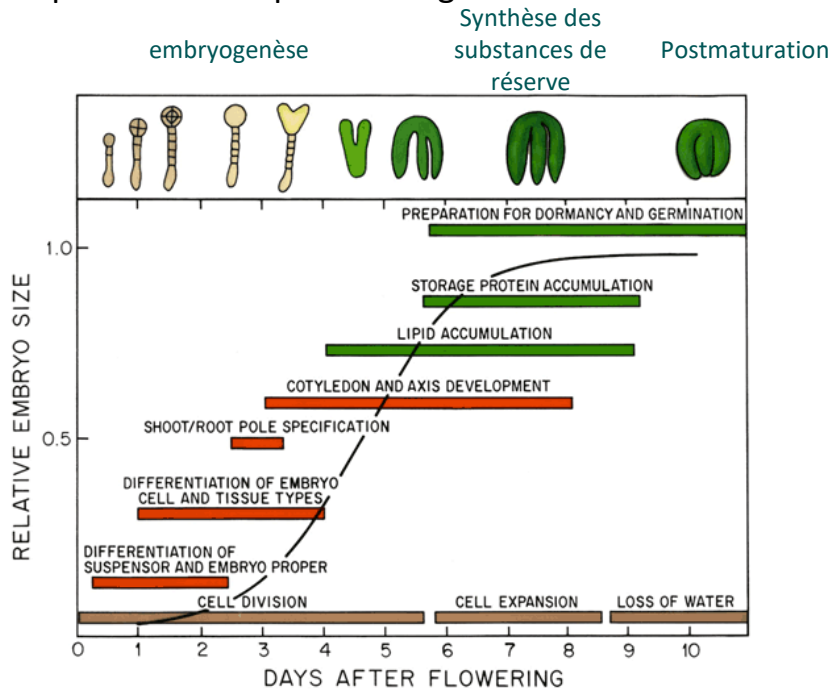 embryogenèse
Synthèse des
substances de
réserve
Postmaturation
PREPARATION FOR DORMANCY AND GERMINATION
1.0
STORAGE PROTEIN ACCUMULATION
LIPID ACCUMULATION
COTYLEDON AND AXIS DEVELOPMENT
SHOOT/ROOT POLE SPECIFICATION
0.5
DIFFERENTIATION OF EMBRYO
CELL AND TISSUE TYPES
DIFFERENTIATION OF
SUSPENSOR AND EMBRYO PROPER
CELL DIVISION
CELL EXPANSION
LOSS OF WATER
RELATIVE EMBRYO SIZE
0 1 2 3 4 5 6 7 8 9 10
DAYS AFTER FLOWERING